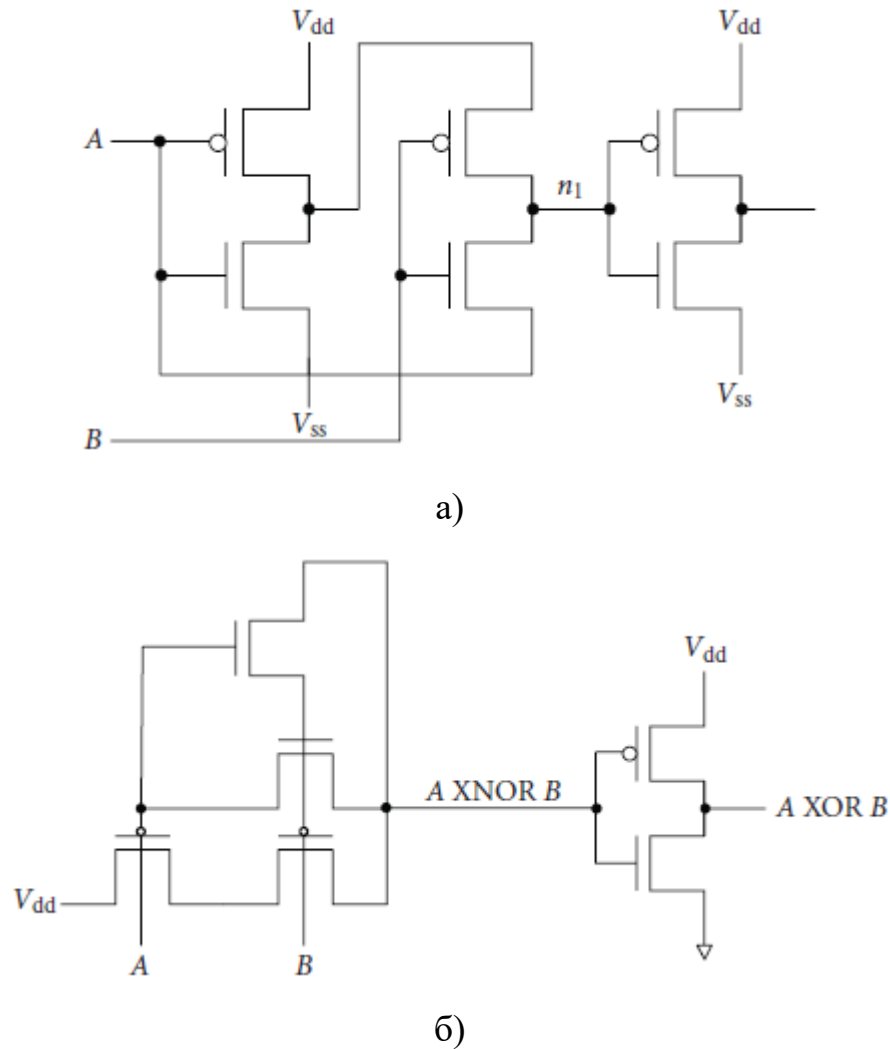 Vdd Vdd
A
n1
Vss
Vss
B
а)
Vdd
A XNOR B
A XOR B
Vdd
A B
б)